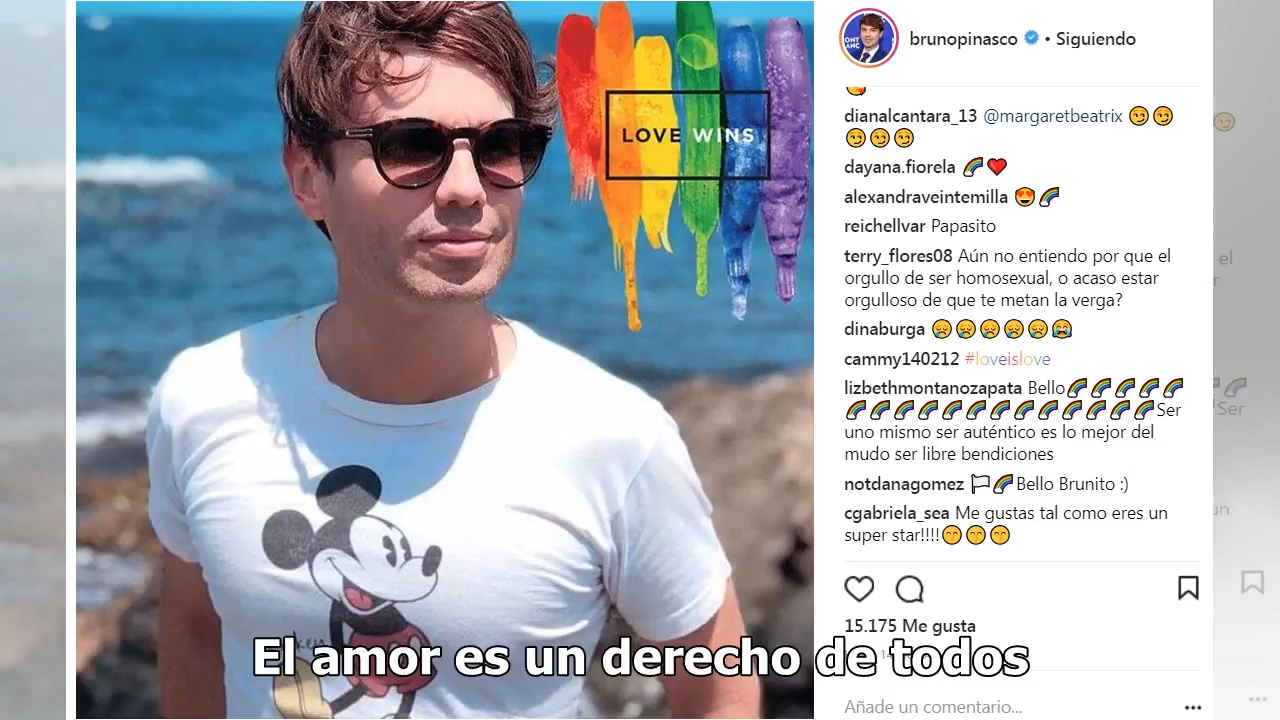 LOVE WINS
brunopinasco • Siguiendo
dianalcantara_13 @margaretbeatrix 😏😏
😏😏😏
dayana.fiorela 🌈❤️
alexandraveintemilla 😍🌈
reichellvar Papasito
terry_flores08 Aún no entiendo por que el
orgullo de ser homosexual, o acaso estar
orgulloso de que te metan la verga?
dinaburga 😢😢😢😢😢😭
cammy140212 #loveislove
lizbethmontanozapata Bello🌈🌈🌈🌈🌈
🌈🌈🌈🌈🌈🌈🌈🌈🌈🌈🌈🌈🌈Ser
uno mismo ser auténtico es lo mejor del
mudo ser libre bendiciones
notdanagomez 🏳️🌈Bello Brunito :)
cgabriela_sea Me gustas tal como eres un
super star!!!!😁😁😁
15.175 Me gusta
El amor es un derecho de todos
Añade un comentario...
el
Ser
un